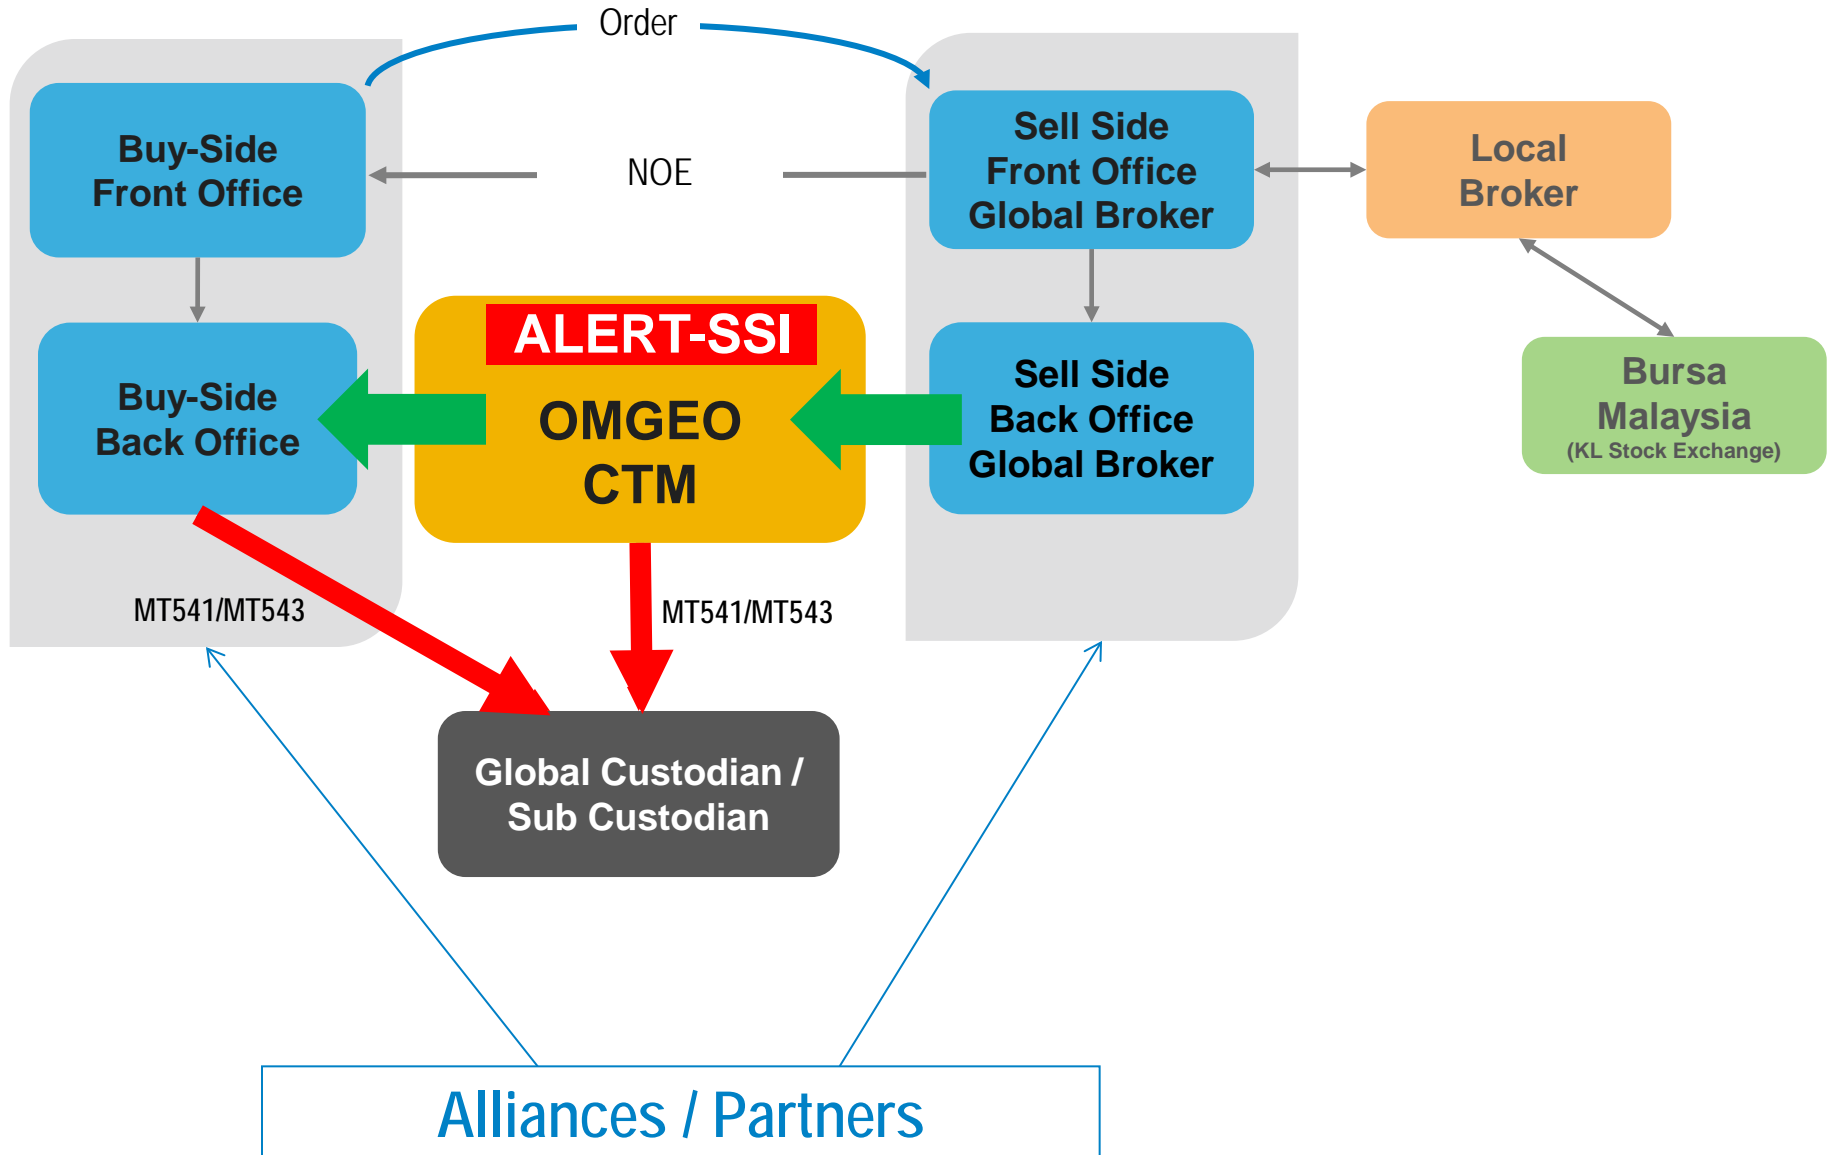 Order
Buy-Side
Front Office
NOE
Sell Side
Front Office
Global Broker
Local
Broker
ALERT-SSI
OMGEO
CTM
Buy-Side
Back Office
Sell Side
Back Office
Global Broker
Bursa
Malaysia
(KL Stock Exchange)
MT541/MT543
MT541/MT543
Global Custodian /
Sub Custodian
Alliances / Partners